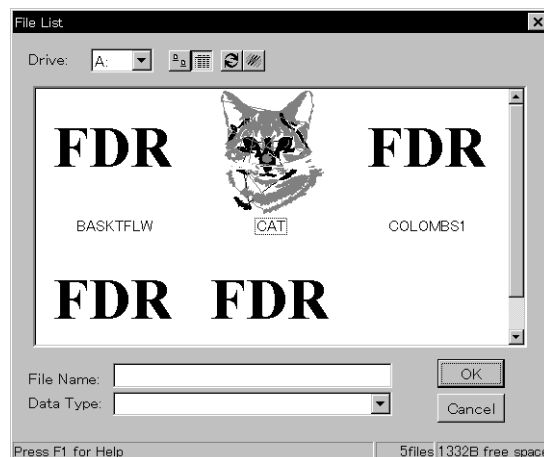 File List
Drive: A:
FDR FDR
BASKTFLW CAT COLOMBS1
FDR FDR
File Name:
OK
Data Type:
Cancel
Press F1 for Help 5files 1332B free space